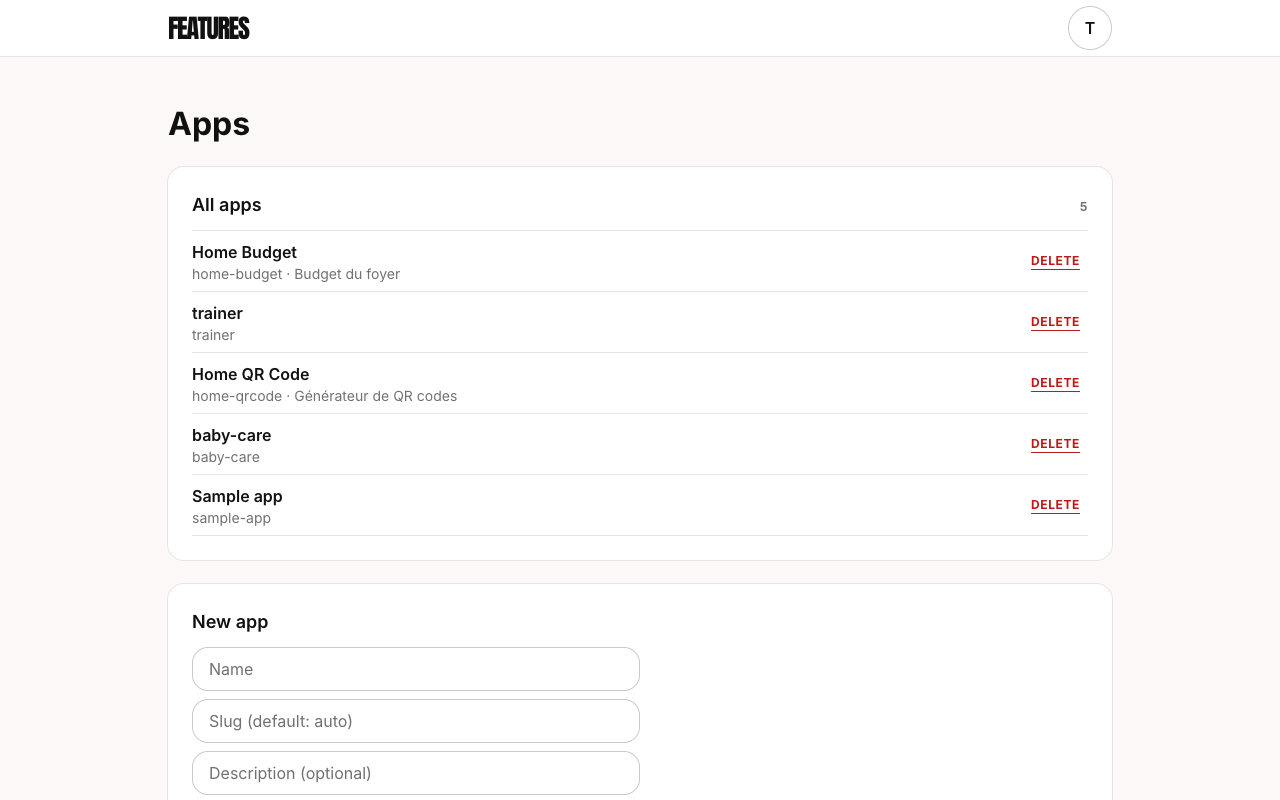 FEATURES
T
Apps
All apps
5
Home Budget
home-budget · Budget du foyer
DELETE
trainer
trainer
DELETE
Home QR Code
home-qrcode · Générateur de QR codes
DELETE
baby-care
baby-care
DELETE
Sample app
sample-app
DELETE
New app
Name
Slug (default: auto)
Description (optional)